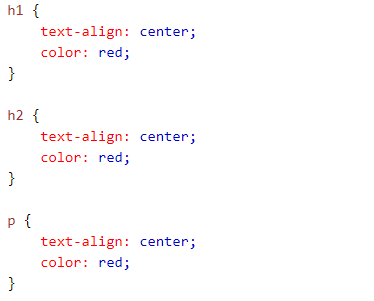 h1 {
    text-align: center;
    color: red;
}

h2 {
    text-align: center;
    color: red;
}

p {
    text-align: center;
    color: red;
}